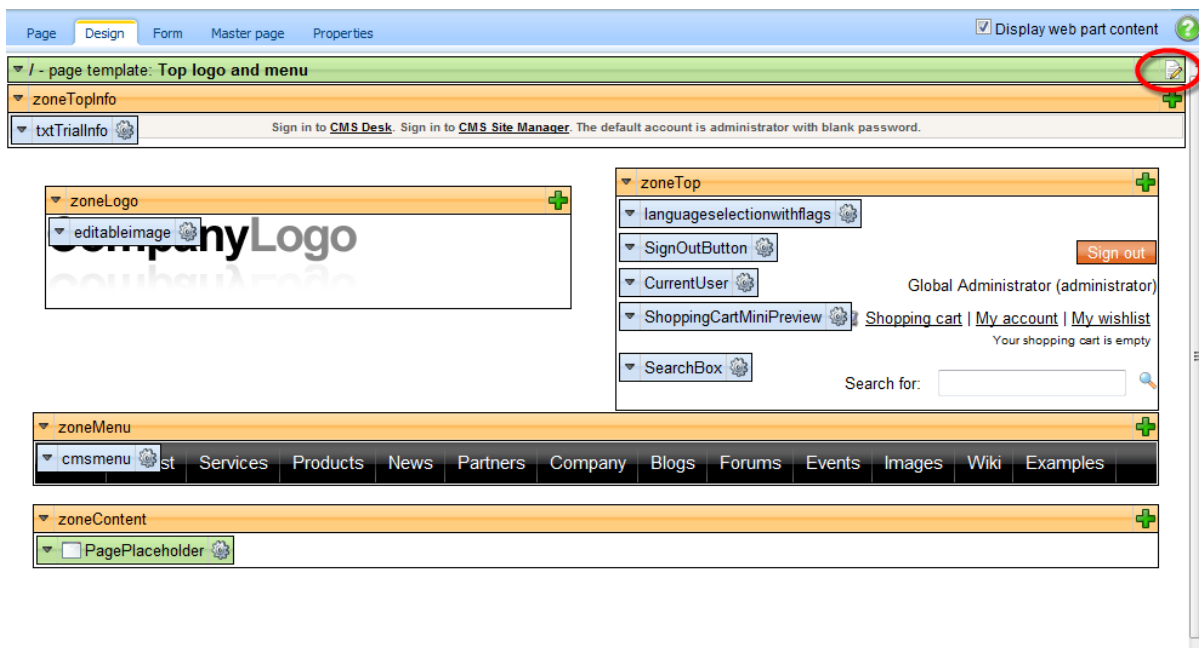 Page Design Form Master page Properties Display web part content
/ - page template: Top logo and menu
zoneTopInfo
txtTrialInfo Sign in to CMS Desk. Sign in to CMS Site Manager. The default account is administrator with blank password.
zoneLogo
editableimage nyLogo
zoneTop
languageselectionwithflags
SignOutButton Sign out
CurrentUser Global Administrator (administrator)
ShoppingCartMiniPreview Shopping cart | My account | My wishlist
Your shopping cart is empty
SearchBox Search for:
zoneMenu
cmsmenu st Services Products News Partners Company Blogs Forums Events Images Wiki Examples
zoneContent
PagePlaceholder